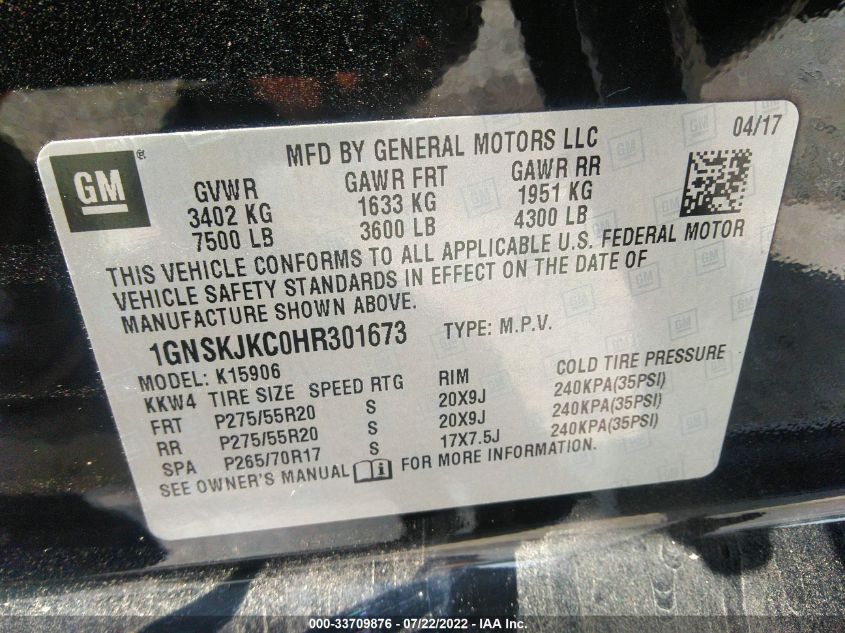 MFD BY GENERAL MOTORS LLC 04/17
GM ®
GVWR GAWR FRT GAWR RR
3402 KG 1633 KG 1951 KG
7500 LB 3600 LB 4300 LB
THIS VEHICLE CONFORMS TO ALL APPLICABLE U.S. FEDERAL MOTOR
VEHICLE SAFETY STANDARDS IN EFFECT ON THE DATE OF
MANUFACTURE SHOWN ABOVE.
1GNSKJKC0HR301673 TYPE: M.P.V.
MODEL: K15906
KKW4 TIRE SIZE SPEED RTG RIM COLD TIRE PRESSURE
FRT P275/55R20 S 20X9J 240KPA(35PSI)
RR P275/55R20 S 20X9J 240KPA(35PSI)
SPA P265/70R17 S 17X7.5J 240KPA(35PSI)
SEE OWNER'S MANUAL FOR MORE INFORMATION.
000-33709876 - 07/22/2022 - IAA Inc.